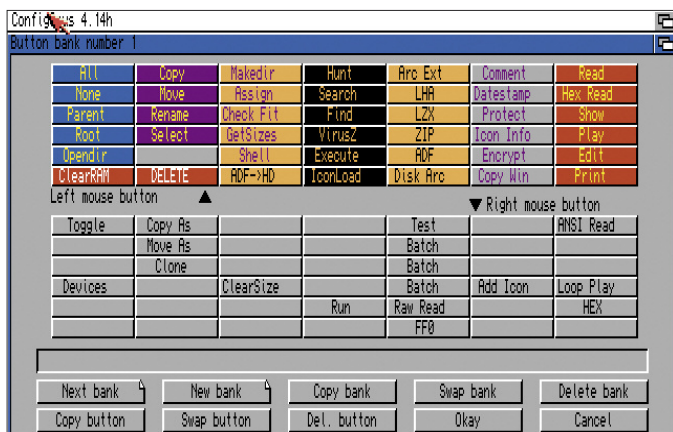 Config us 4.14h
Button bank number 1
All Copy Makedir Hunt Arc Ext Comment Read
None Move Assign Search LHA Datestamp Hex Read
Parent Rename Check Fit Find LZX Protect Show
Root Select GetSizes VirusZ ZIP Icon Info Play
Opendir Shell Execute ADF Encrypt Edit
ClearRAM DELETE ADF->HD IconLoad Disk Arc Copy Win Print
Left mouse button ▲ ▼ Right mouse button
Toggle Copy As Test ANSI Read
Move As Batch
Clone Batch
Devices ClearSize Batch Add Icon Loop Play
Run Raw Read HEX
FF0
Next bank New bank Copy bank Swap bank Delete bank
Copy button Swap button Del. button Okay Cancel